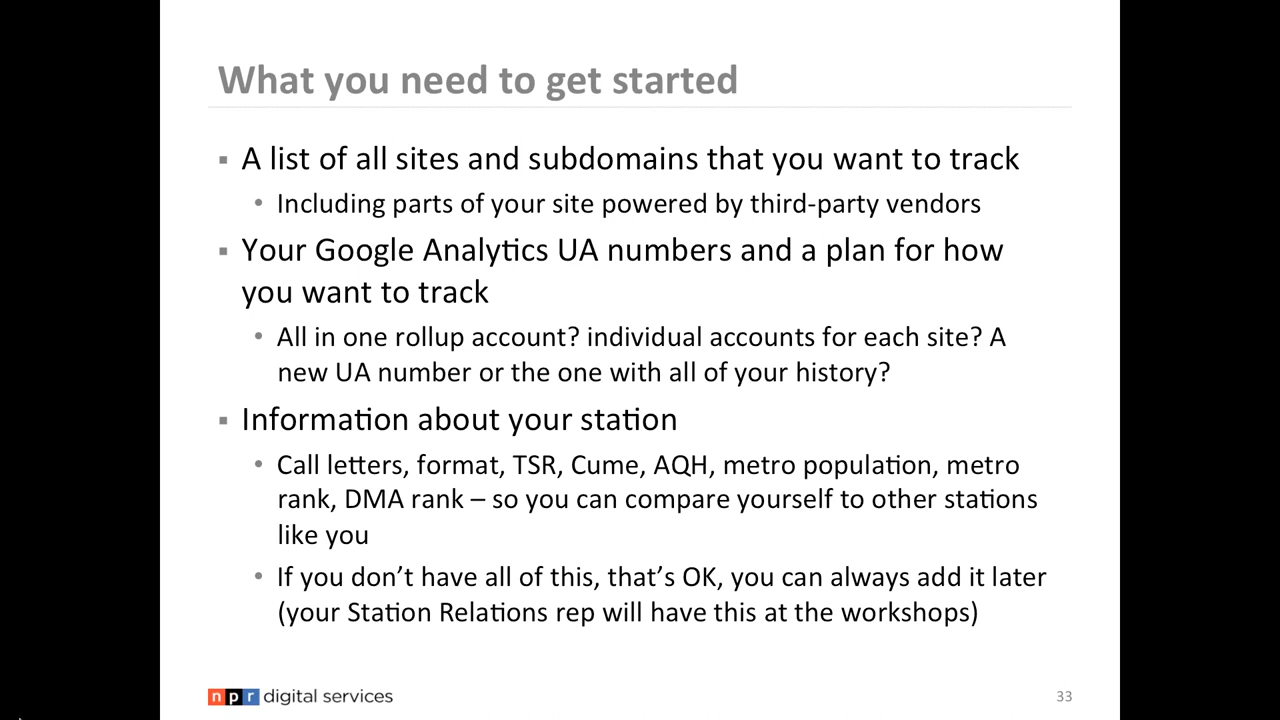 What you need to get started
▪ A list of all sites and subdomains that you want to track
• Including parts of your site powered by third-party vendors
▪ Your Google Analytics UA numbers and a plan for how
you want to track
• All in one rollup account? individual accounts for each site? A
new UA number or the one with all of your history?
▪ Information about your station
• Call letters, format, TSR, Cume, AQH, metro population, metro
rank, DMA rank – so you can compare yourself to other stations
like you
• If you don’t have all of this, that’s OK, you can always add it later
(your Station Relations rep will have this at the workshops)
npr digital services
33